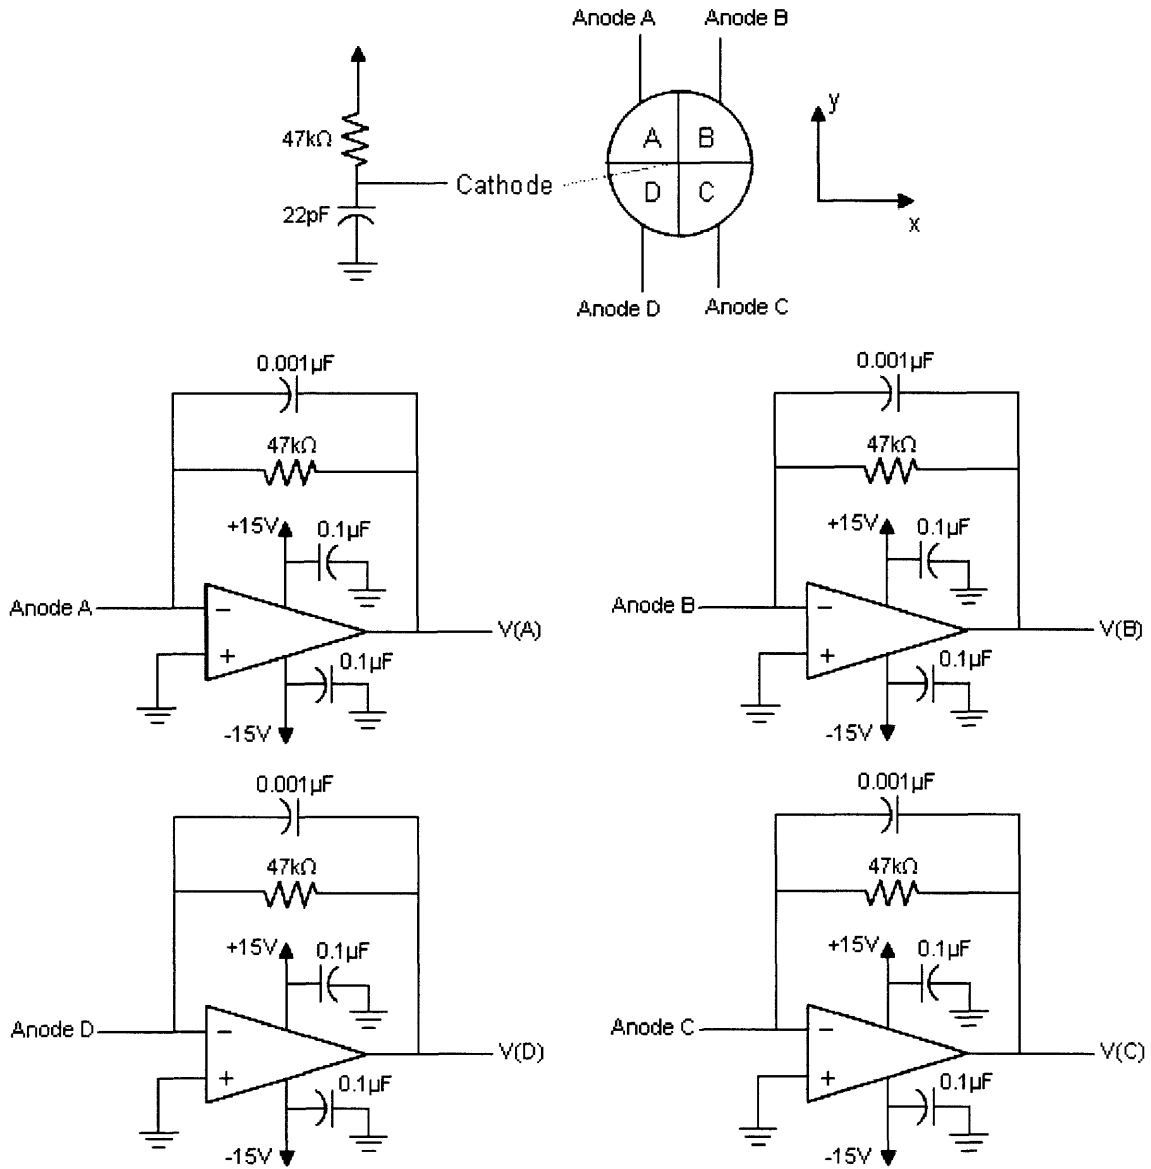 Anode A
Anode B
47kΩ
Cathode
22pF
A
B
D
C
y
x
Anode D
Anode C
0.001µF
47kΩ
+15V
0.1µF
Anode A
−
+
V(A)
0.1µF
-15V
0.001µF
47kΩ
+15V
0.1µF
Anode B
−
+
V(B)
0.1µF
-15V
0.001µF
47kΩ
+15V
0.1µF
Anode D
−
+
V(D)
0.1µF
-15V
0.001µF
47kΩ
+15V
0.1µF
Anode C
−
+
V(C)
0.1µF
-15V